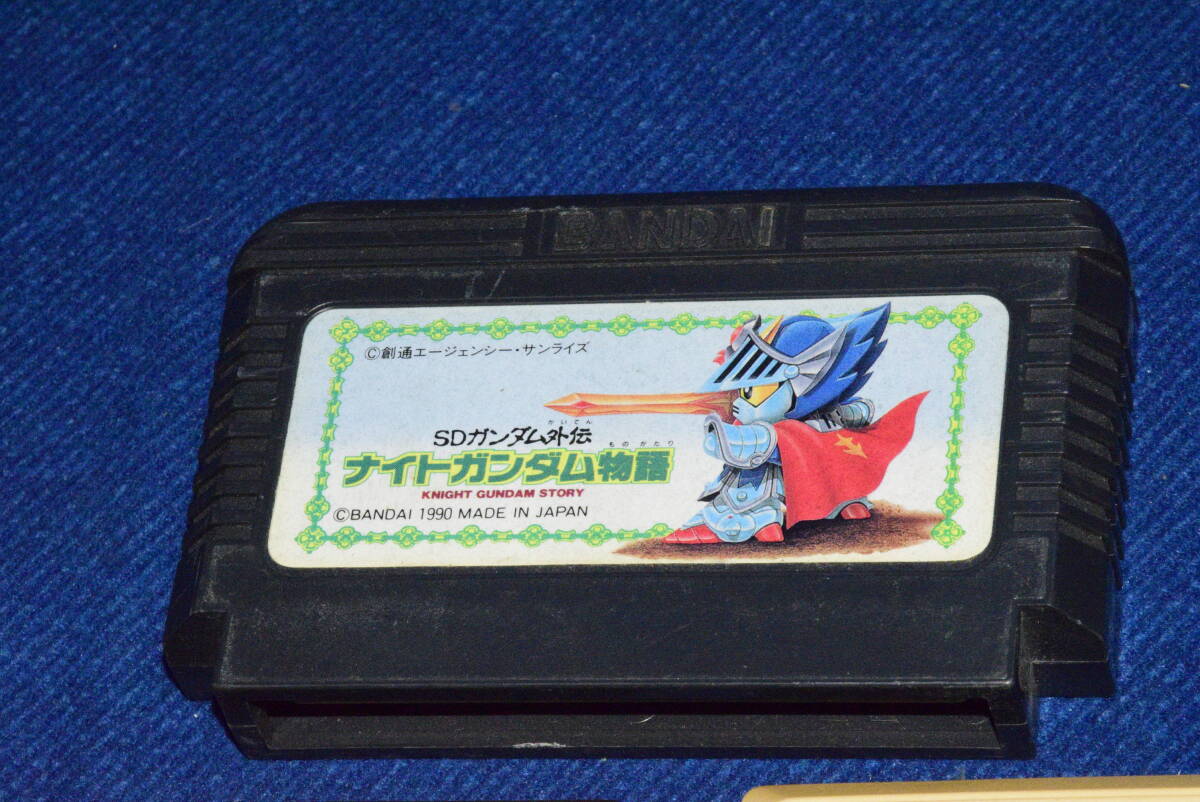 BANDAI
©創通エージェンシー・サンライズ
がいでん
SDガンダム外伝
ものがたり
ナイトガンダム物語
KNIGHT GUNDAM STORY
©BANDAI 1990 MADE IN JAPAN